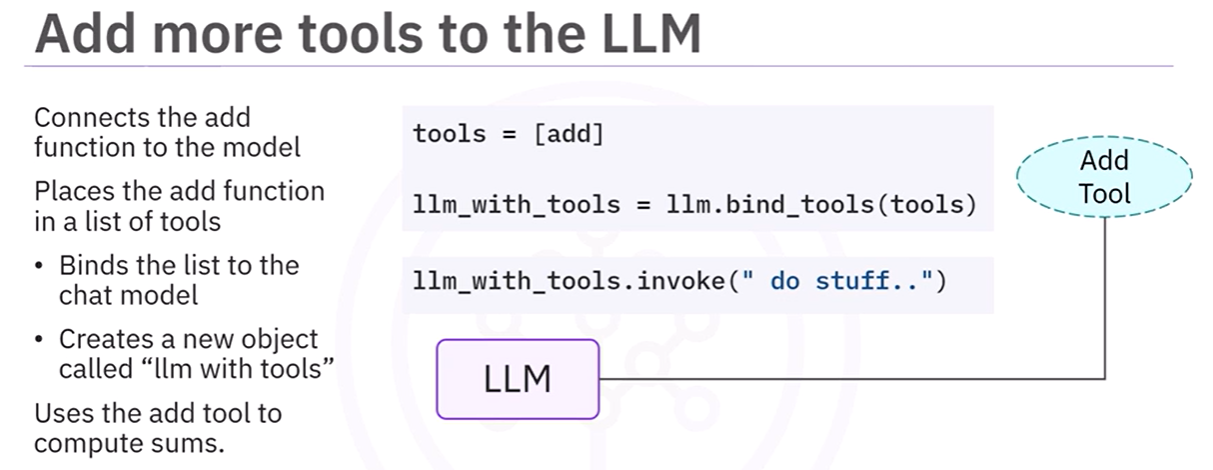 Add more tools to the LLM
Connects the add
function to the model
Places the add function
in a list of tools
• Binds the list to the
chat model
• Creates a new object
called “llm with tools”
Uses the add tool to
compute sums.
tools = [add]
llm_with_tools = llm.bind_tools(tools)
llm_with_tools.invoke(" do stuff..")
Add
Tool
LLM